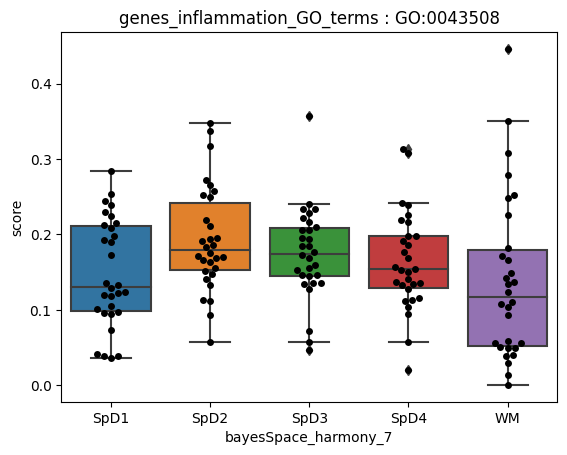 genes_inflammation_GO_terms : GO:0043508
0.4
0.3
0.2
0.1
0.0
score
SpD1 SpD2 SpD3 SpD4 WM
bayesSpace_harmony_7